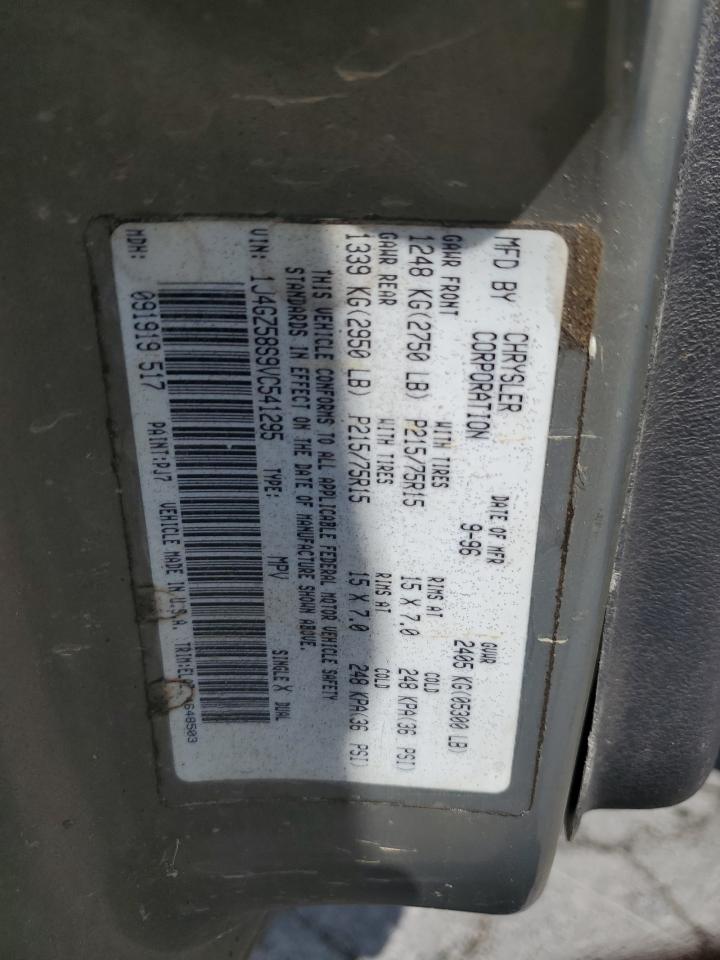 MFD BY CHRYSLER CORPORATION DATE OF MFR 9-96 GVWR 2405 KG(05300 LB)
GAWR FRONT WITH TIRES RIMS AT COLD
1248 KG(2750 LB) P215/75R15 15 X 7.0 248 KPA(36 PSI)
GAWR REAR WITH TIRES RIMS AT COLD
1339 KG(2950 LB) P215/75R15 15 X 7.0 248 KPA(36 PSI)
THIS VEHICLE CONFORMS TO ALL APPLICABLE FEDERAL MOTOR VEHICLE SAFETY
STANDARDS IN EFFECT ON THE DATE OF MANUFACTURE SHOWN ABOVE.
VIN: 1J4GZ58S9VC541295 TYPE: MPV SINGLE X DUAL
MDH: 091919 517 PAINT:PJ7 VEHICLE MADE IN U.S.A. 648503